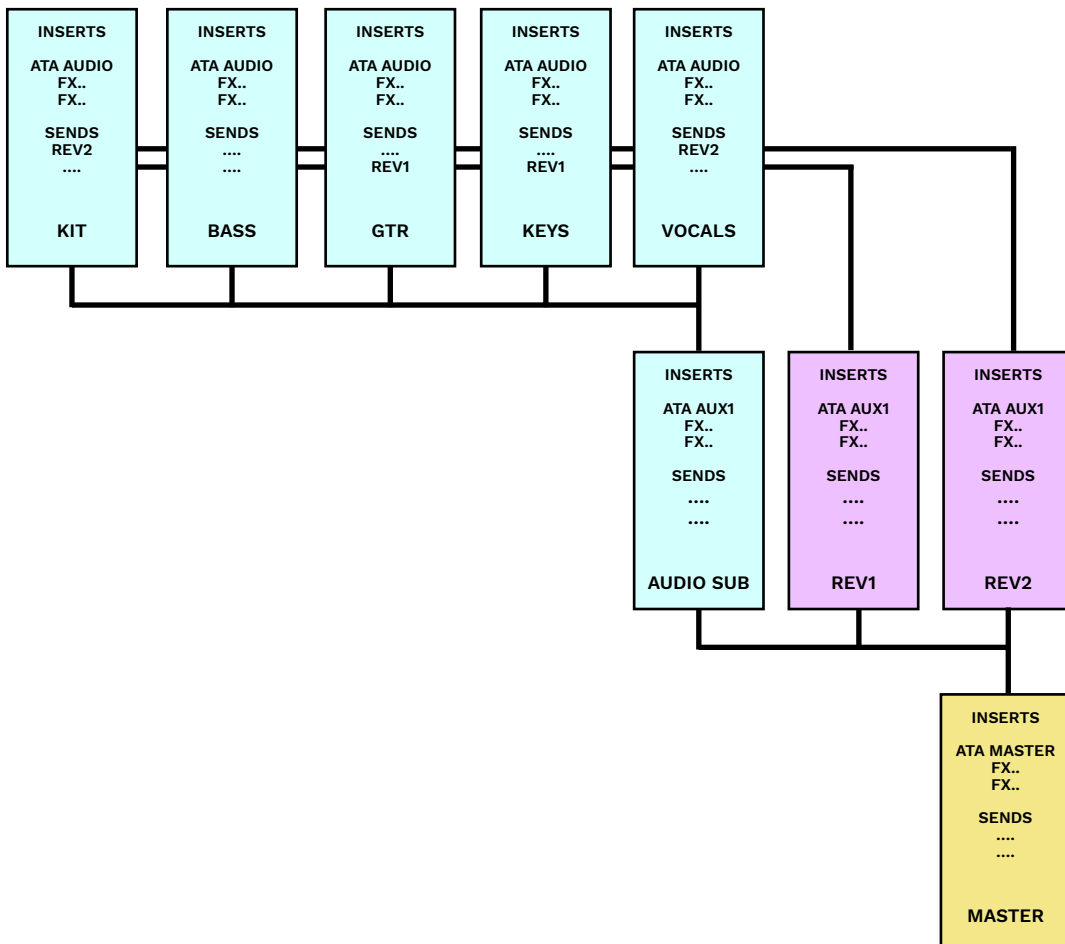 INSERTS
ATA AUDIO
FX..
FX..
SENDS
REV2
....
KIT
INSERTS
ATA AUDIO
FX..
FX..
SENDS
....
....
BASS
INSERTS
ATA AUDIO
FX..
FX..
SENDS
....
REV1
GTR
INSERTS
ATA AUDIO
FX..
FX..
SENDS
....
REV1
KEYS
INSERTS
ATA AUDIO
FX..
FX..
SENDS
REV2
....
VOCALS
INSERTS
ATA AUX1
FX..
FX..
SENDS
....
....
AUDIO SUB
INSERTS
ATA AUX1
FX..
FX..
SENDS
....
....
REV1
INSERTS
ATA AUX1
FX..
FX..
SENDS
....
....
REV2
INSERTS
ATA MASTER
FX..
FX..
SENDS
....
....
MASTER